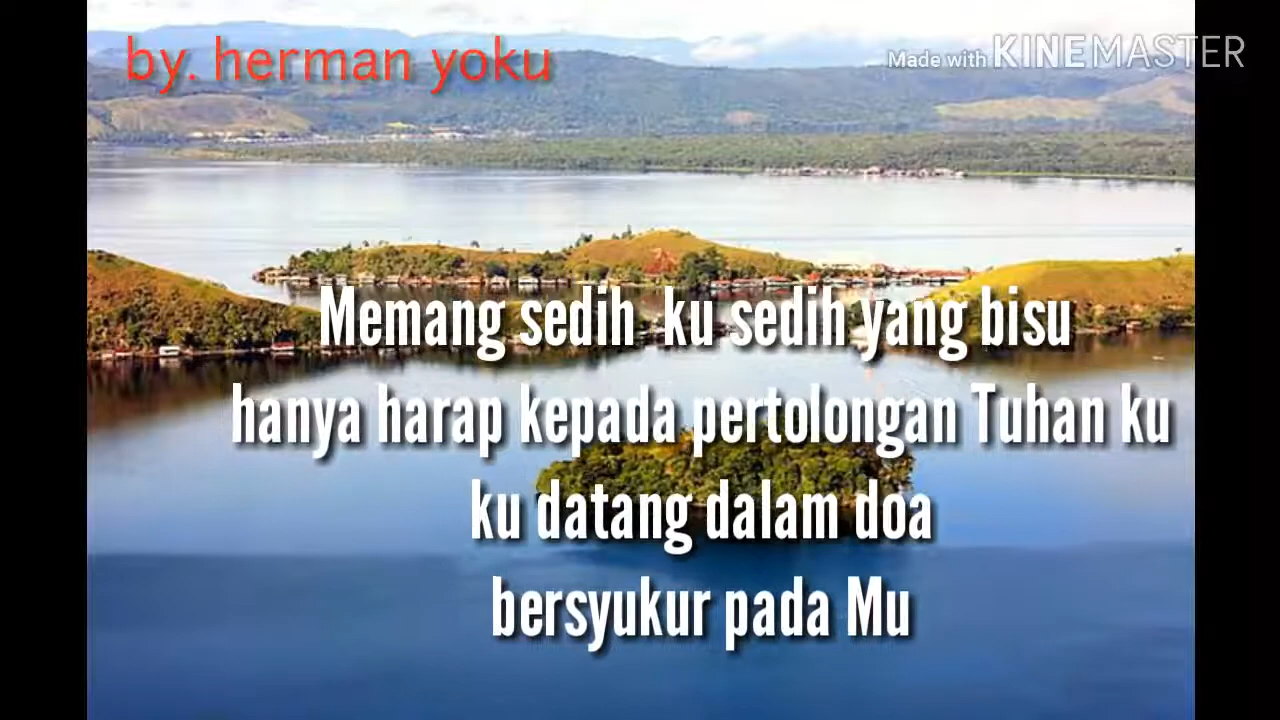 by. herman yoku
Made with KINEMASTER
Memang sedih ku sedih yang bisu
hanya harap kepada pertolongan Tuhan ku
ku datang dalam doa
bersyukur pada Mu